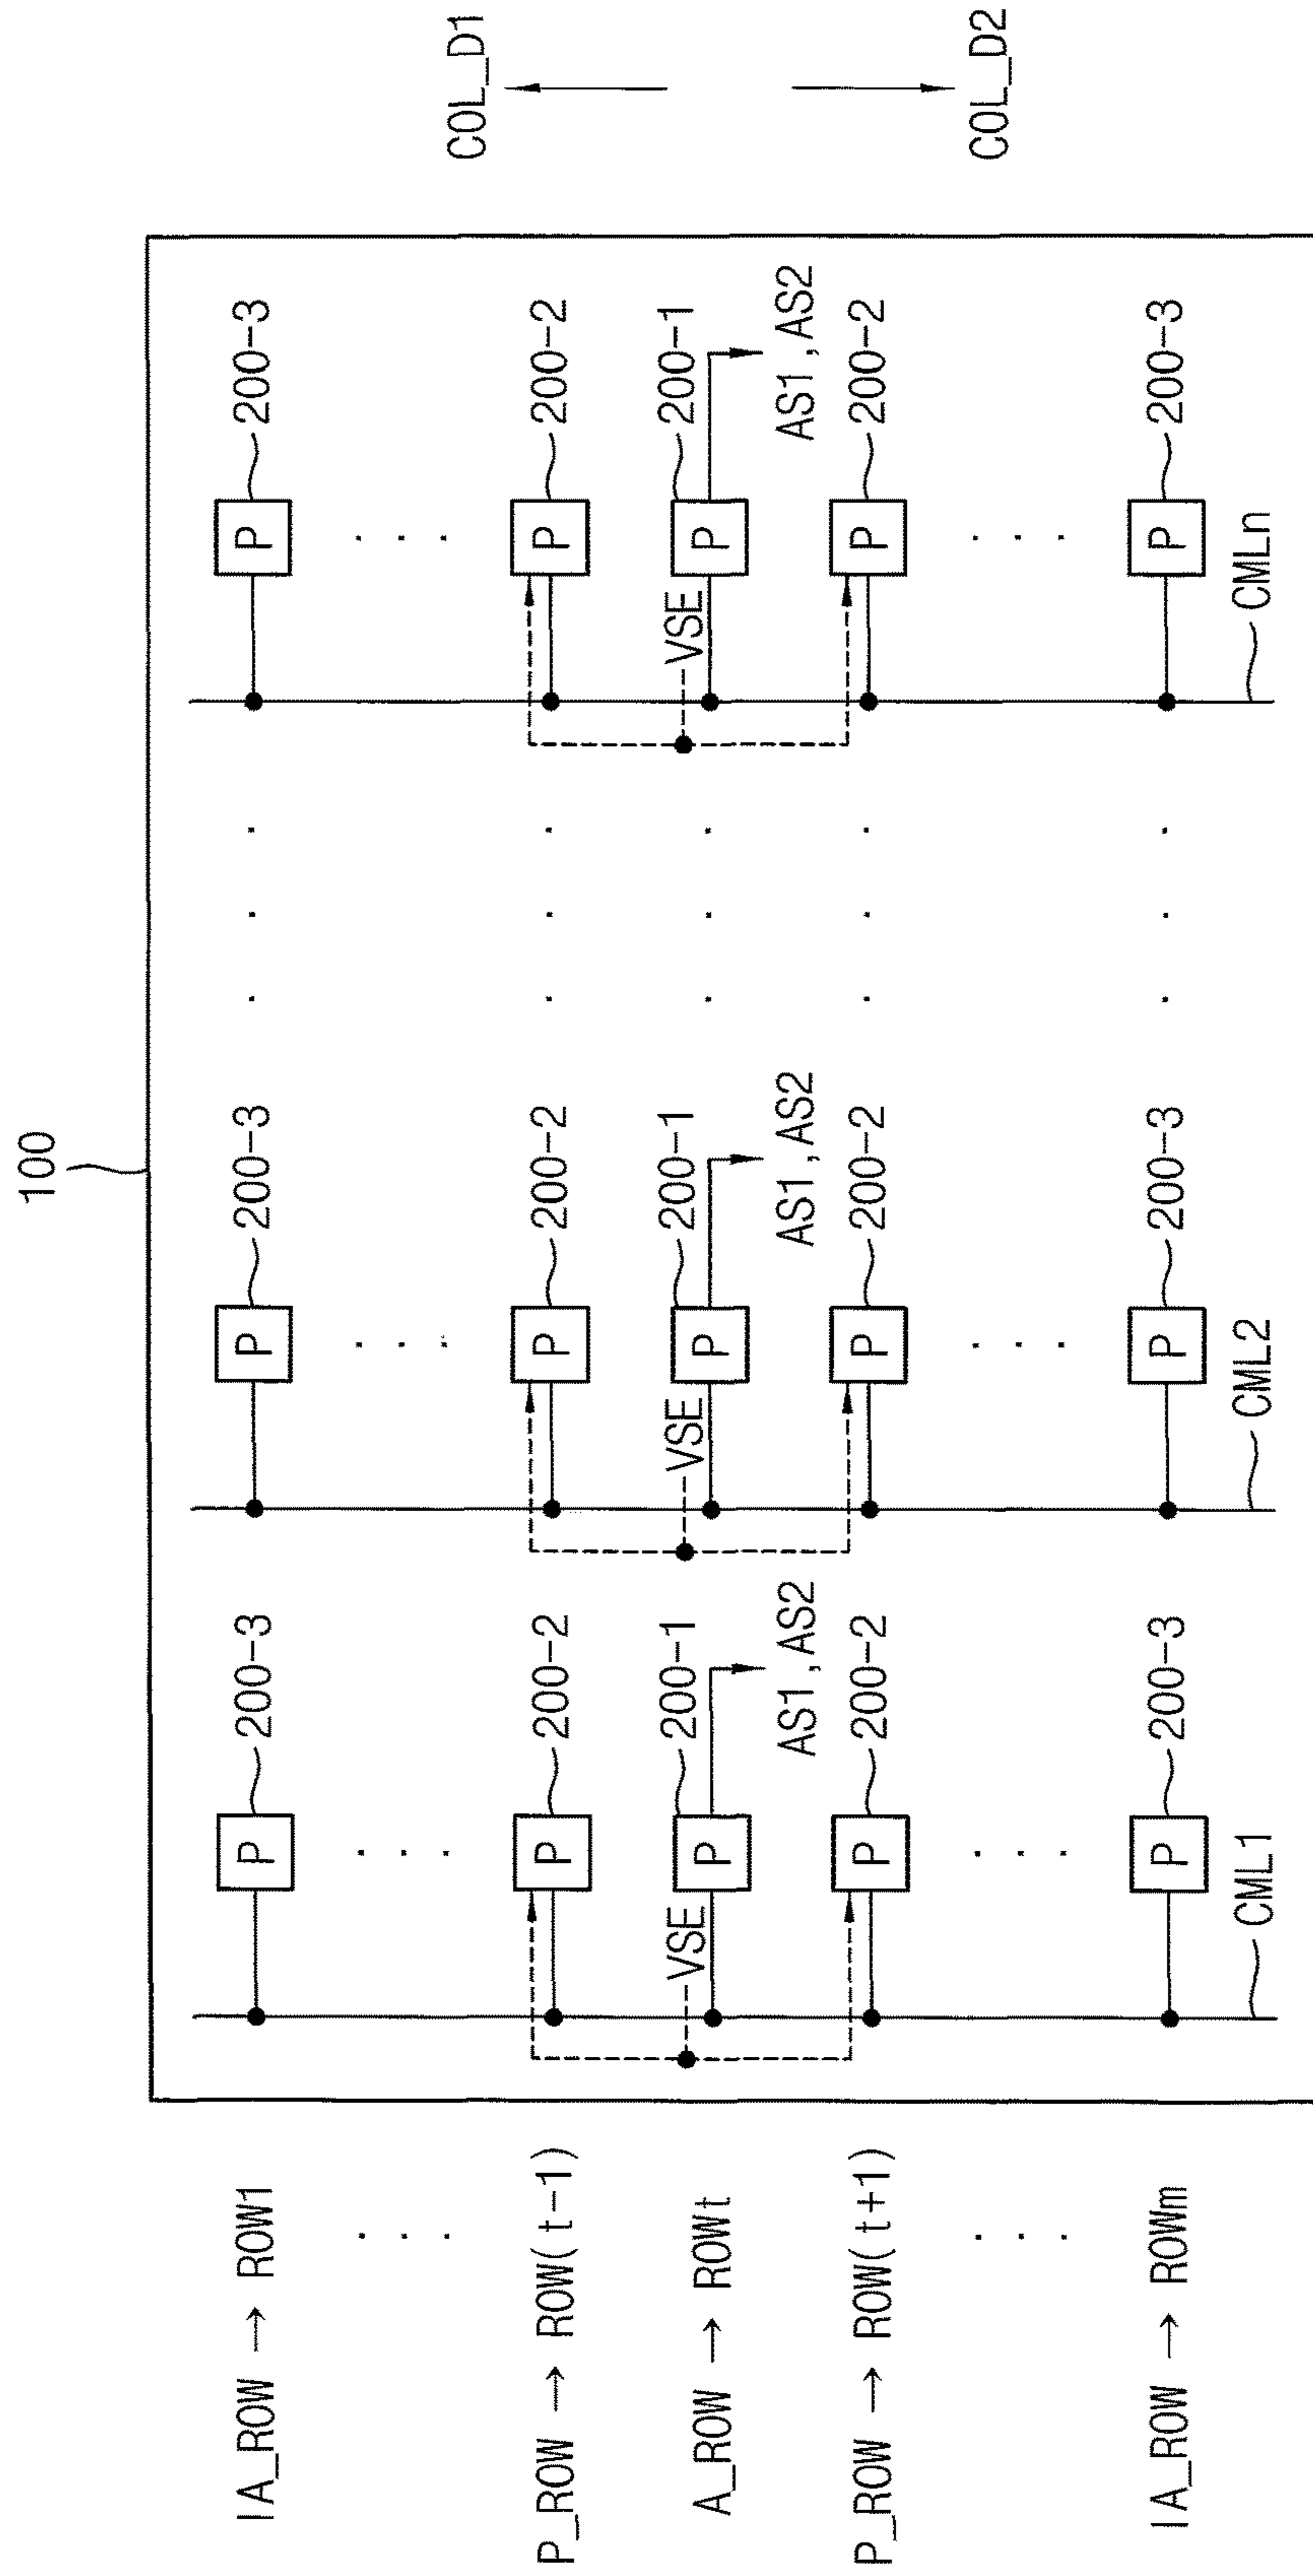 100
IA_ROW → ROW1
200-3
200-3
200-3
P_ROW → ROW(t-1)
P
P
P
200-2
200-2
200-2
COL_D1
P
P
P
A_ROW → ROWt
VSE
200-1
VSE
200-1
VSE
200-1
P
P
P
AS1,AS2
AS1,AS2
AS1,AS2
P_ROW → ROW(t+1)
200-2
200-2
200-2
COL_D2
P
P
P
IA_ROW → ROWm
200-3
200-3
200-3
P
P
P
CML1
CML2
CMLn